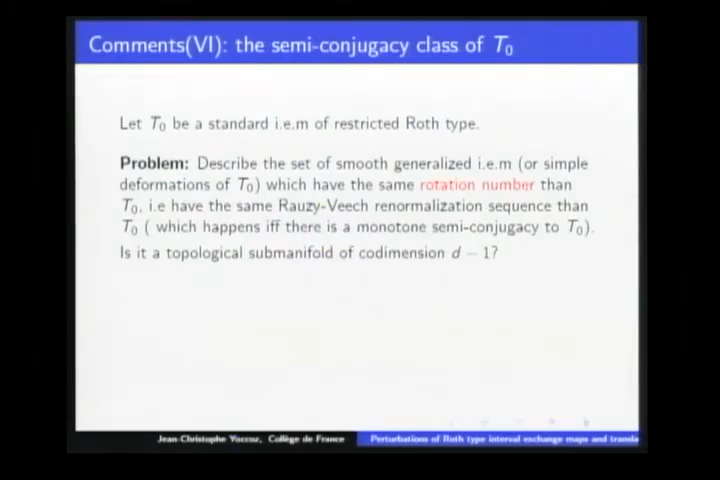 Comments(VI): the semi-conjugacy class of T₀
Let T₀ be a standard i.e.m of restricted Roth type.
Problem: Describe the set of smooth generalized i.e.m (or simple
deformations of T₀) which have the same rotation number than
T₀, i.e have the same Rauzy-Veech renormalization sequence than
T₀ ( which happens iff there is a monotone semi-conjugacy to T₀).
Is it a topological submanifold of codimension d − 1?
Jean-Christophe Yoccoz, Collège de France
Perturbations of Roth type interval exchange maps and transla